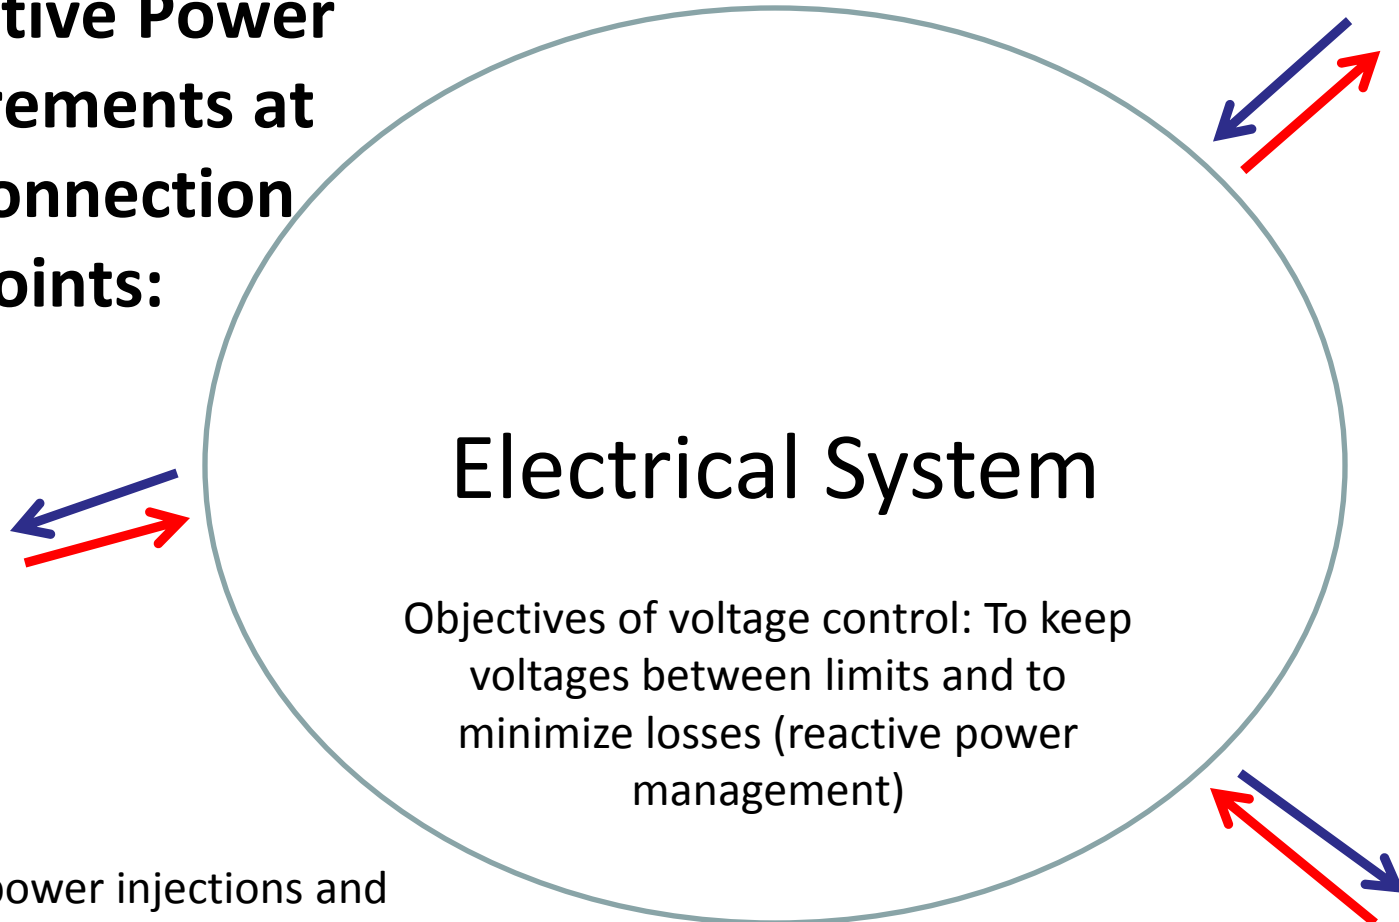 tive Power
rements at
onnection
oints:
Electrical System
Objectives of voltage control: To keep
voltages between limits and to
minimize losses (reactive power
management)
power injections and